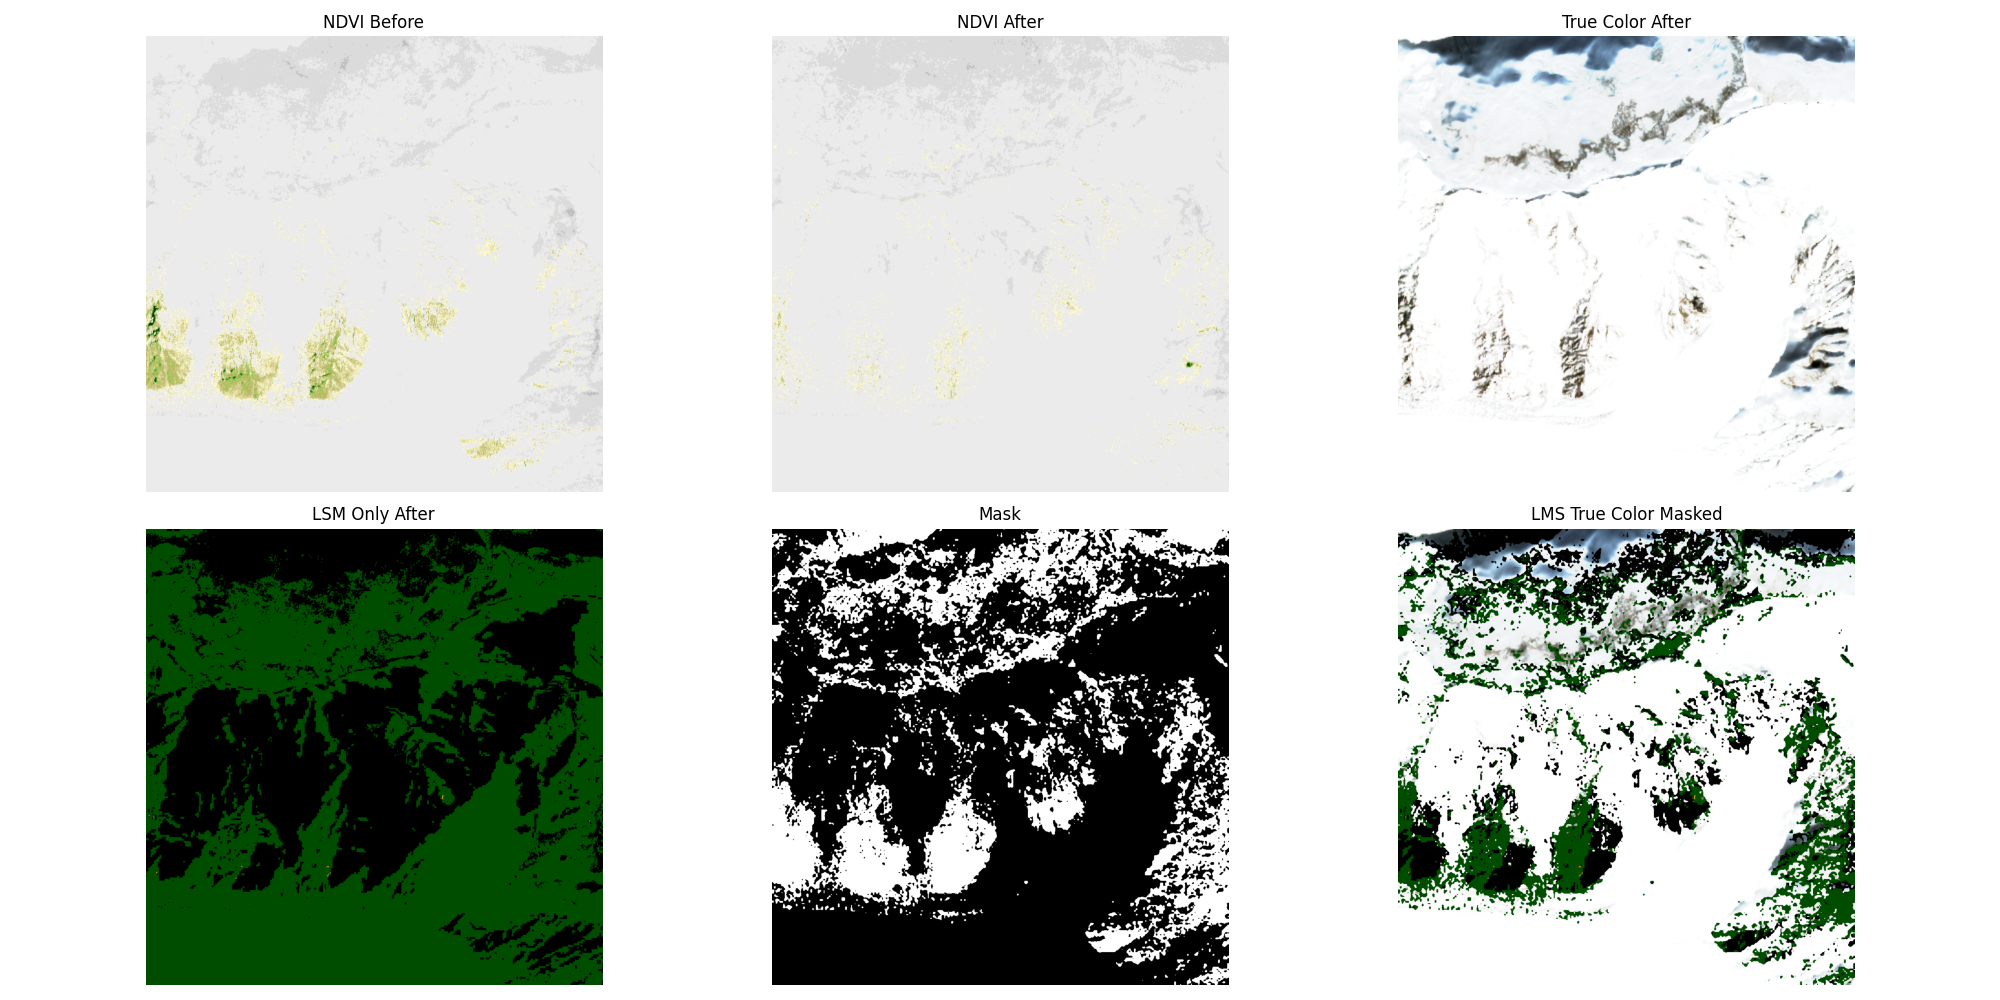 NDVI Before
NDVI After
True Color After
LSM Only After
Mask
LMS True Color Masked